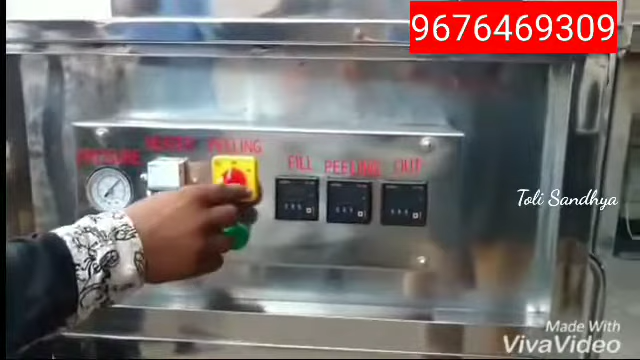 9676469309
PRESSURE
PEELING
FILL PEELING OUT
Toli Sandhya
Made With
VivaVideo